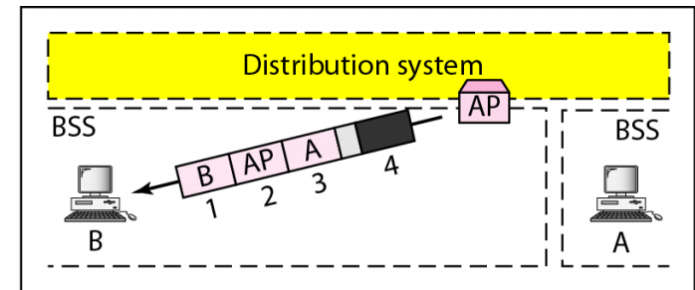 Distribution system
AP
BSS
BSS
B AP A
1 2 3 4
B
A